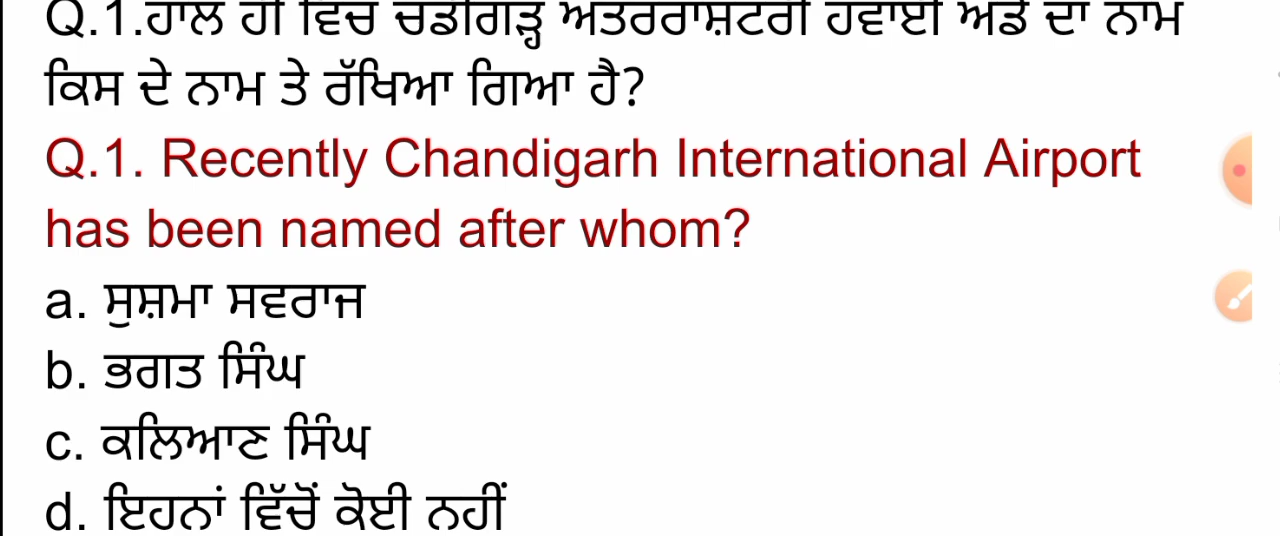 Q.1.ਹਾਲ ਹੀ ਵਿੱਚ ਚੰਡੀਗੜ੍ਹ ਅੰਤਰਰਾਸ਼ਟਰੀ ਹਵਾਈ ਅੱਡੇ ਦਾ ਨਾਮ
ਕਿਸ ਦੇ ਨਾਮ ਤੇ ਰੱਖਿਆ ਗਿਆ ਹੈ?
Q.1. Recently Chandigarh International Airport
has been named after whom?
a. ਸੁਸ਼ਮਾ ਸਵਰਾਜ
b. ਭਗਤ ਸਿੰਘ
c. ਕਲਿਆਣ ਸਿੰਘ
d. ਇਹਨਾਂ ਵਿੱਚੋਂ ਕੋਈ ਨਹੀਂ